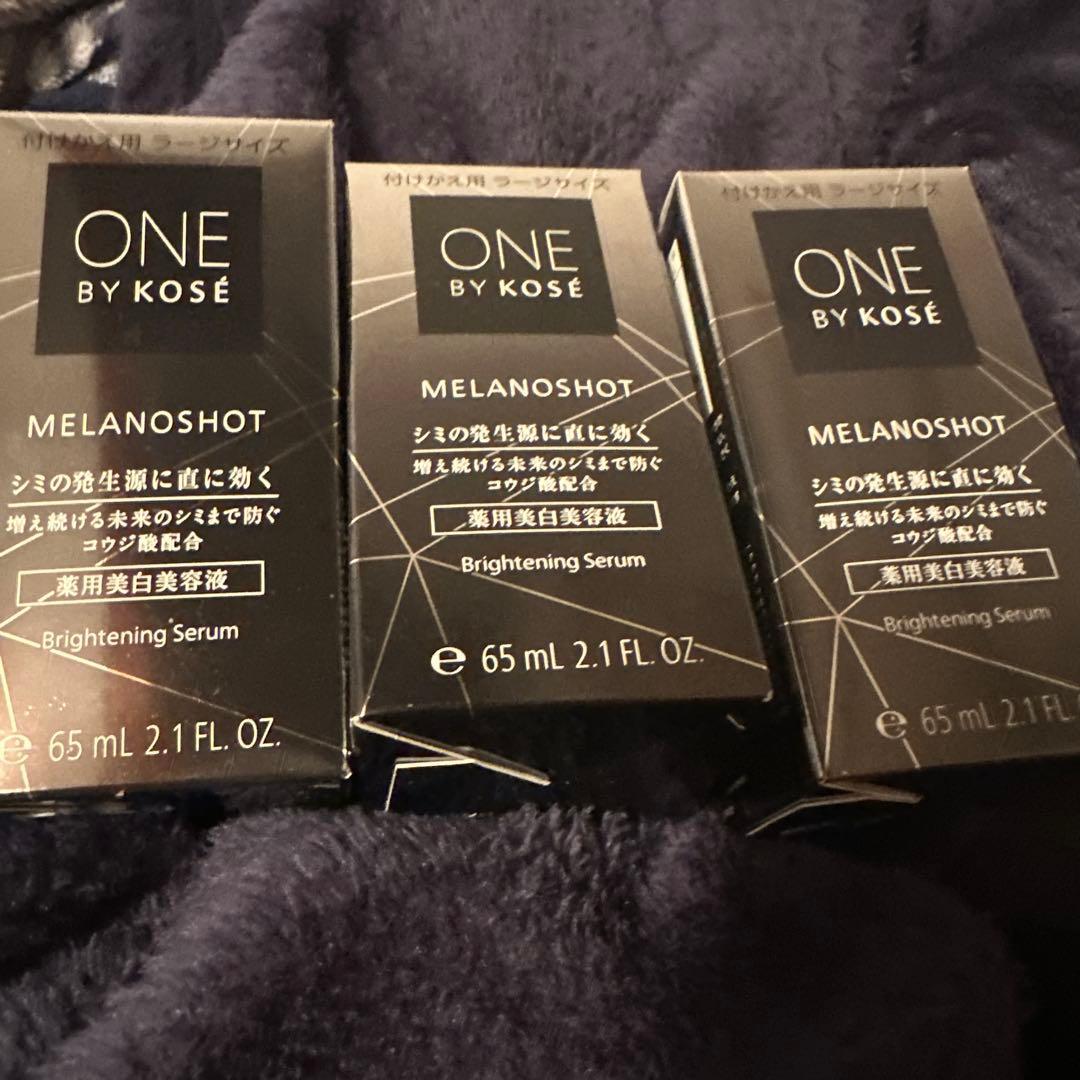 付けかえ用 ラージサイズ
ONE
BY KOSÉ
MELANOSHOT
シミの発生源に直に効く
増え続ける未来のシミまで防ぐ
コウジ酸配合
薬用美白美容液
Brightening Serum
e 65 mL 2.1 FL. OZ.
付けかえ用 ラージサイズ
ONE
BY KOSÉ
MELANOSHOT
シミの発生源に直に効く
増え続ける未来のシミまで防ぐ
コウジ酸配合
薬用美白美容液
Brightening Serum
e 65 mL 2.1 FL. OZ.
付けかえ用 ラージサイズ
ONE
BY KOSÉ
MELANOSHOT
シミの発生源に直に効く
増え続ける未来のシミまで防ぐ
コウジ酸配合
薬用美白美容液
Brightening Serum
e 65 mL 2.1 FL.